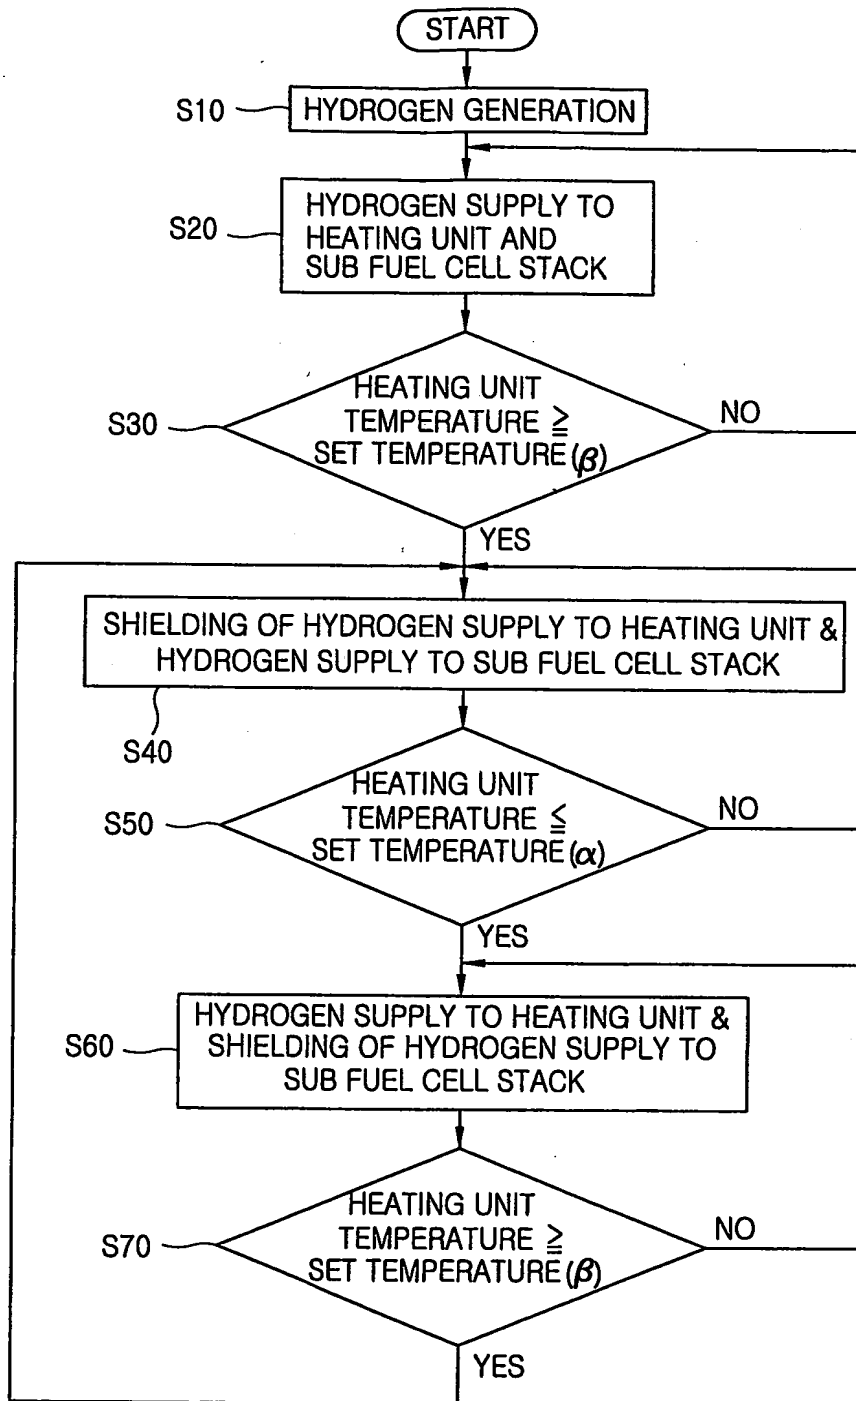 START
S10
HYDROGEN GENERATION
S20
HYDROGEN SUPPLY TO
HEATING UNIT AND
SUB FUEL CELL STACK
S30
HEATING UNIT
TEMPERATURE ≧
SET TEMPERATURE(β)
NO
YES
SHIELDING OF HYDROGEN SUPPLY TO HEATING UNIT &
HYDROGEN SUPPLY TO SUB FUEL CELL STACK
S40
S50
HEATING UNIT
TEMPERATURE ≦
SET TEMPERATURE(α)
NO
YES
S60
HYDROGEN SUPPLY TO HEATING UNIT &
SHIELDING OF HYDROGEN SUPPLY TO
SUB FUEL CELL STACK
S70
HEATING UNIT
TEMPERATURE ≧
SET TEMPERATURE(β)
NO
YES